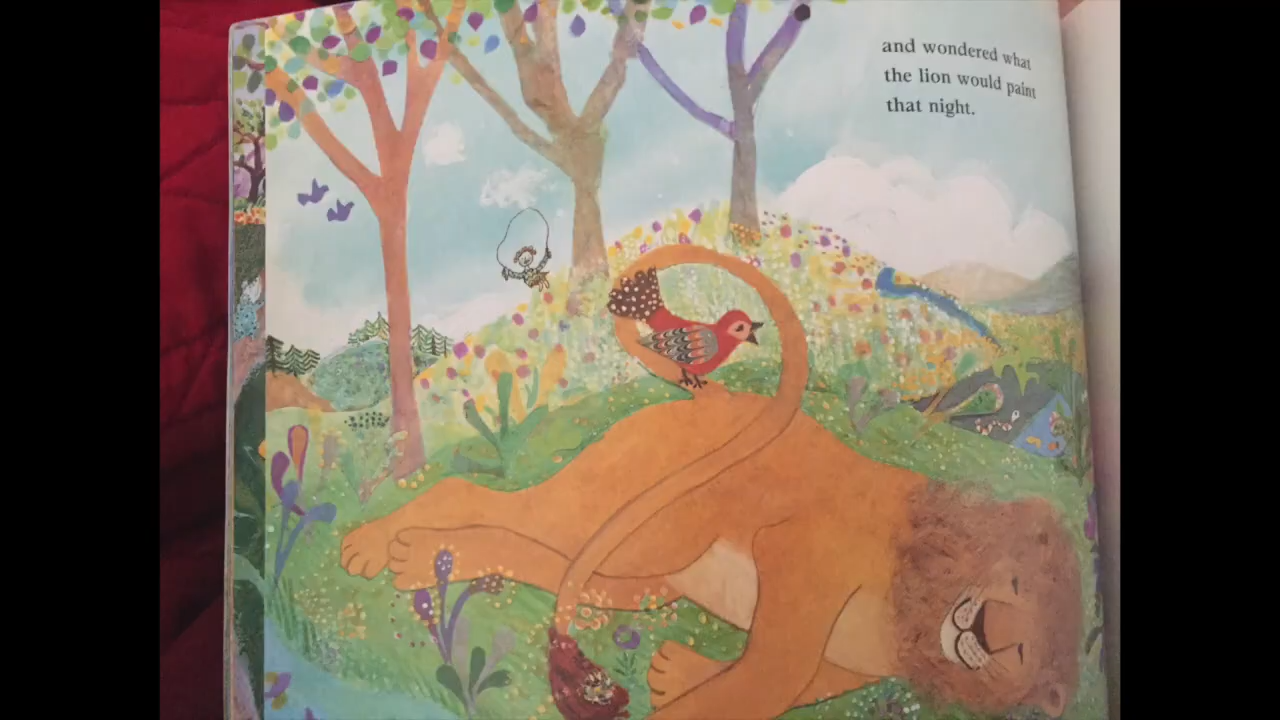 and wondered what
the lion would paint
that night.